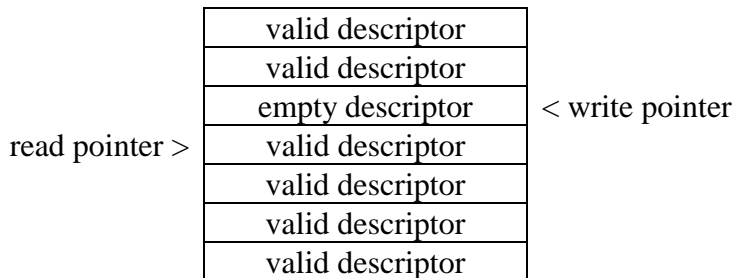 valid descriptor
valid descriptor
empty descriptor < write pointer
read pointer > valid descriptor
valid descriptor
valid descriptor
valid descriptor